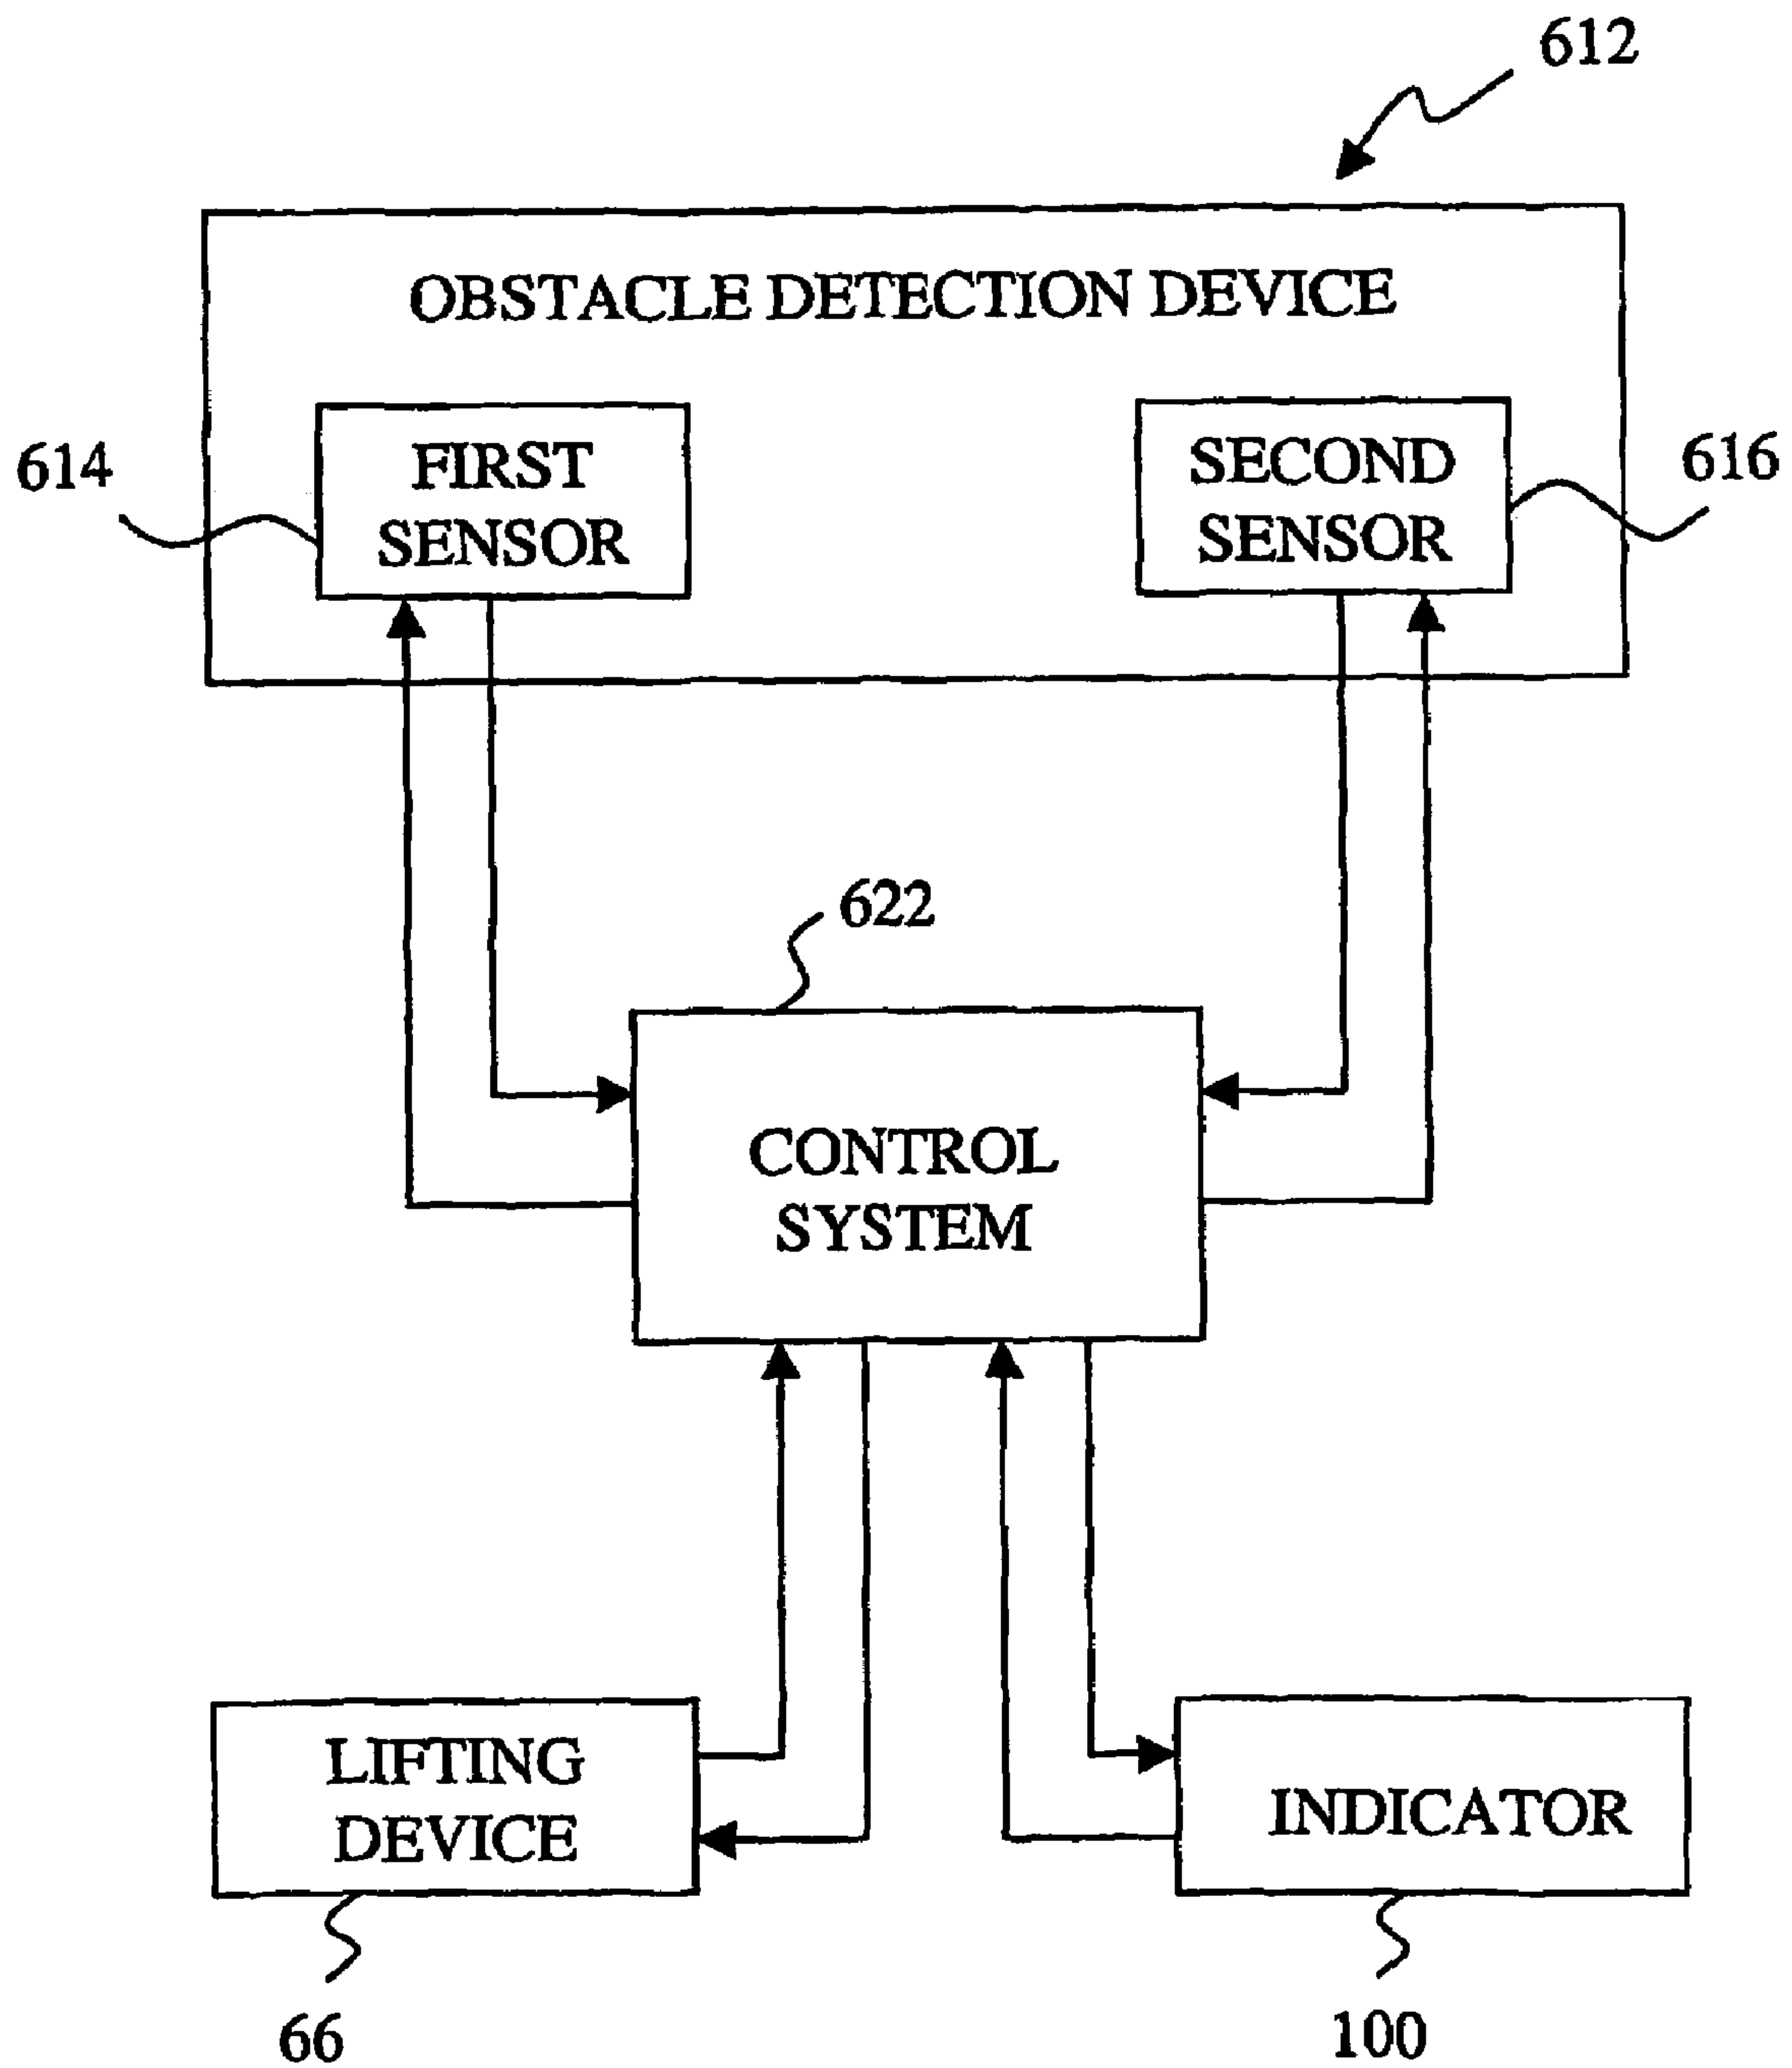 612
OBSTACLE DETECTION DEVICE
614
FIRST
SENSOR
SECOND
SENSOR
616
622
CONTROL
SYSTEM
LIFTING
DEVICE
INDICATOR
66
100